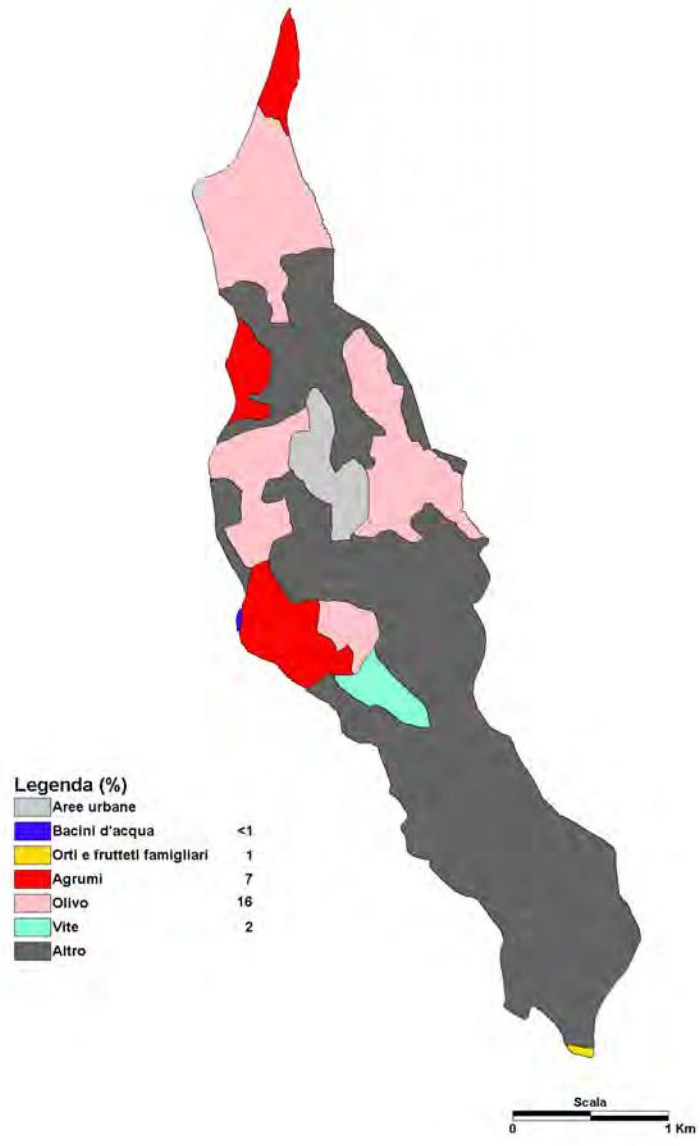 Legenda (%)
Aree urbane
Bacini d'acqua <1
Orti e frutteti famigliari 1
Agrumi 7
Olivo 16
Vite 2
Altro
Scala
0 1 Km